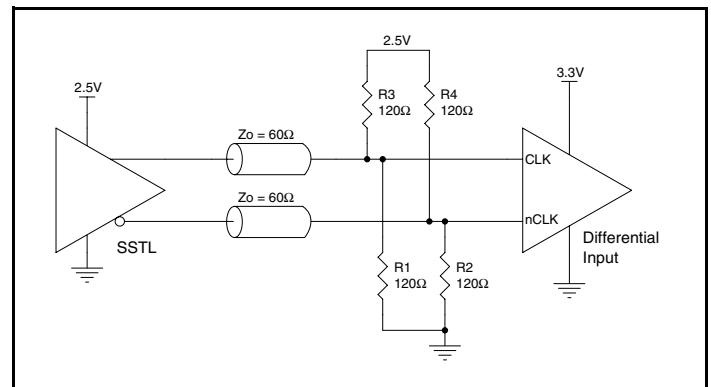 2.5V
2.5V
3.3V
R3
120Ω
R4
120Ω
Zo = 60Ω
CLK
Zo = 60Ω
nCLK
SSTL
Differential
Input
R1
120Ω
R2
120Ω